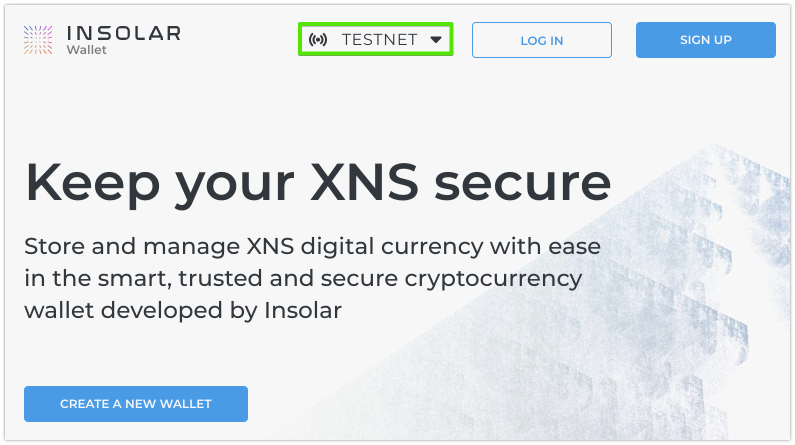 INSOLAR
Wallet
TESTNET
LOG IN
SIGN UP
Keep your XNS secure
Store and manage XNS digital currency with ease
in the smart, trusted and secure cryptocurrency
wallet developed by Insolar
CREATE A NEW WALLET